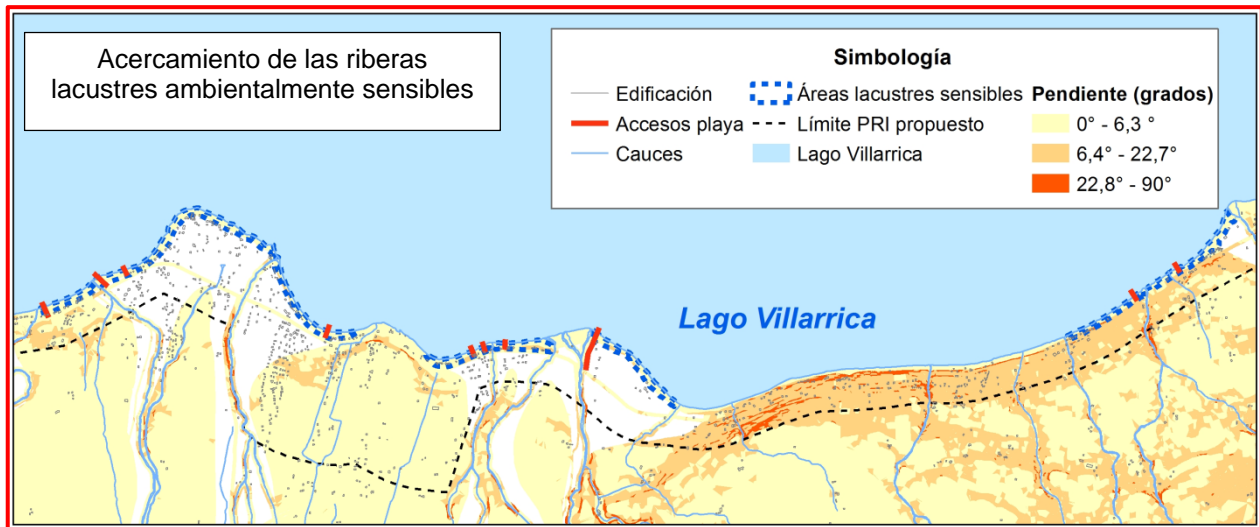 Acercamiento de las riberas
lacustres ambientalmente sensibles
Simbología
Edificación
Accesos playa
Cauces
Áreas lacustres sensibles
Límite PRI propuesto
Lago Villarrica
Pendiente (grados)
0° - 6,3 °
6,4° - 22,7°
22,8° - 90°
Lago Villarrica